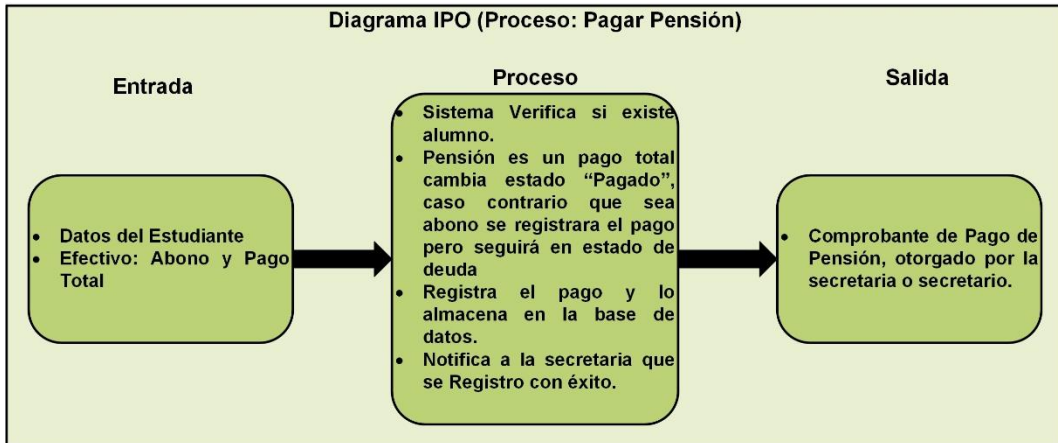 Diagrama IPO (Proceso: Pagar Pensión)
Entrada
• Datos del Estudiante
• Efectivo: Abono y Pago
Total
Proceso
• Sistema Verifica si existe
alumno.
• Pensión es un pago total
cambia estado “Pagado”,
caso contrario que sea
abono se registrara el pago
pero seguirá en estado de
deuda
• Registra el pago y lo
almacena en la base de
datos.
• Notifica a la secretaria que
se Registro con éxito.
Salida
• Comprobante de Pago de
Pensión, otorgado por la
secretaria o secretario.